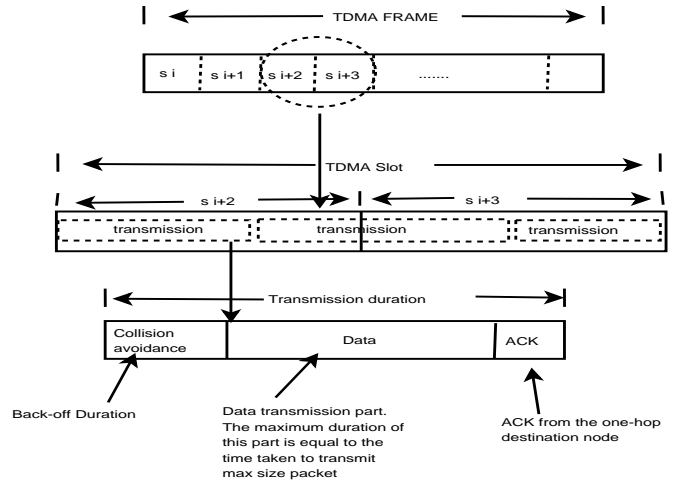 TDMA FRAME
s i s i+1 s i+2 s i+3 .......
TDMA Slot
s i+2 s i+3
transmission transmission transmission
Transmission duration
Collision
avoidance
Data
ACK
Back-off Duration
Data transmission part.
The maximum duration of
this part is equal to the
time taken to transmit
max size packet
ACK from the one-hop
destination node